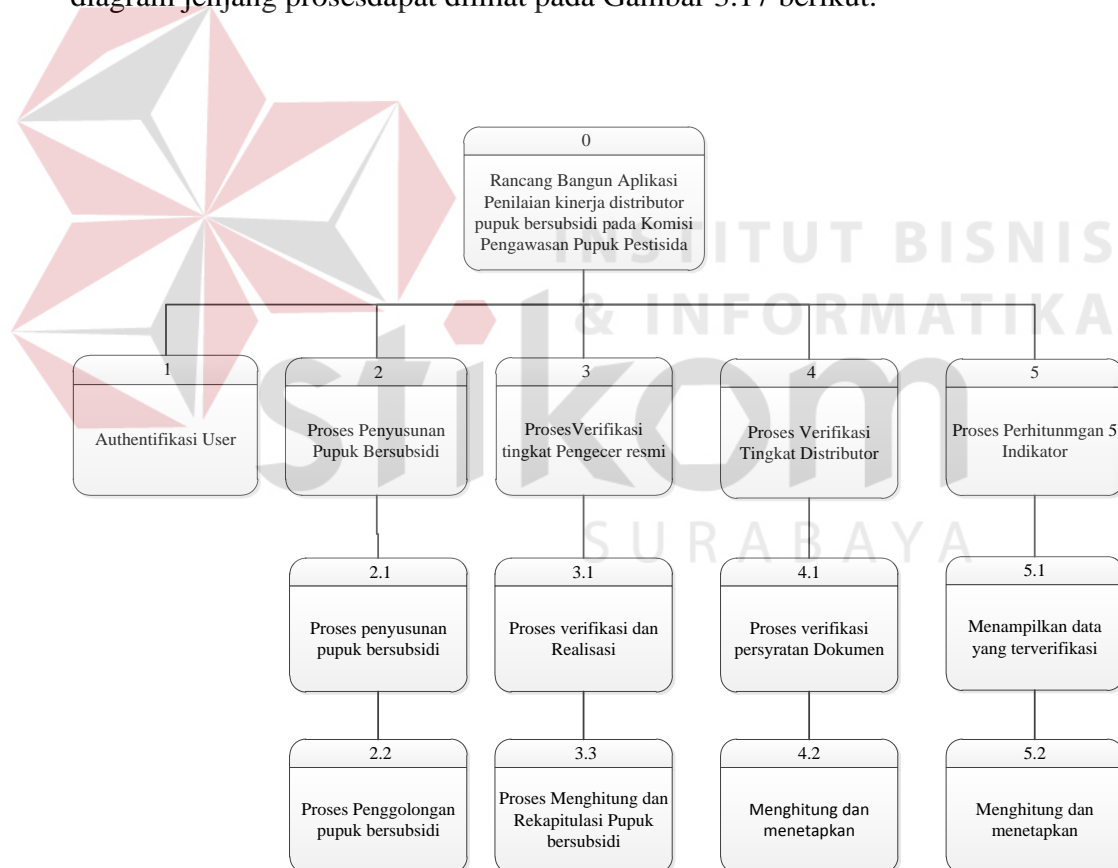 diagram jenjang prosesdapat dilihat pada Gambar 3.17 berikut.
0
Rancang Bangun Aplikasi
Penilaian kinerja distributor
pupuk bersubsidi pada Komisi
Pengawasan Pupuk Pestisida
INSTITUT BISNIS
& INFORMATIKA
stikom
SURABAYA
1
Authentifikasi User
2
Proses Penyusunan
Pupuk Bersubsidi
3
ProsesVerifikasi
tingkat Pengecer resmi
4
Proses Verifikasi
Tingkat Distributor
5
Proses Perhitunmgan 5
Indikator
2.1
Proses penyusunan
pupuk bersubsidi
3.1
Proses verifikasi dan
Realisasi
4.1
Proses verifikasi
persyratan Dokumen
5.1
Menampilkan data
yang terverifikasi
2.2
Proses Penggolongan
pupuk bersubsidi
3.3
Proses Menghitung dan
Rekapitulasi Pupuk
bersubsidi
4.2
Menghitung dan
menetapkan
5.2
Menghitung dan
menetapkan